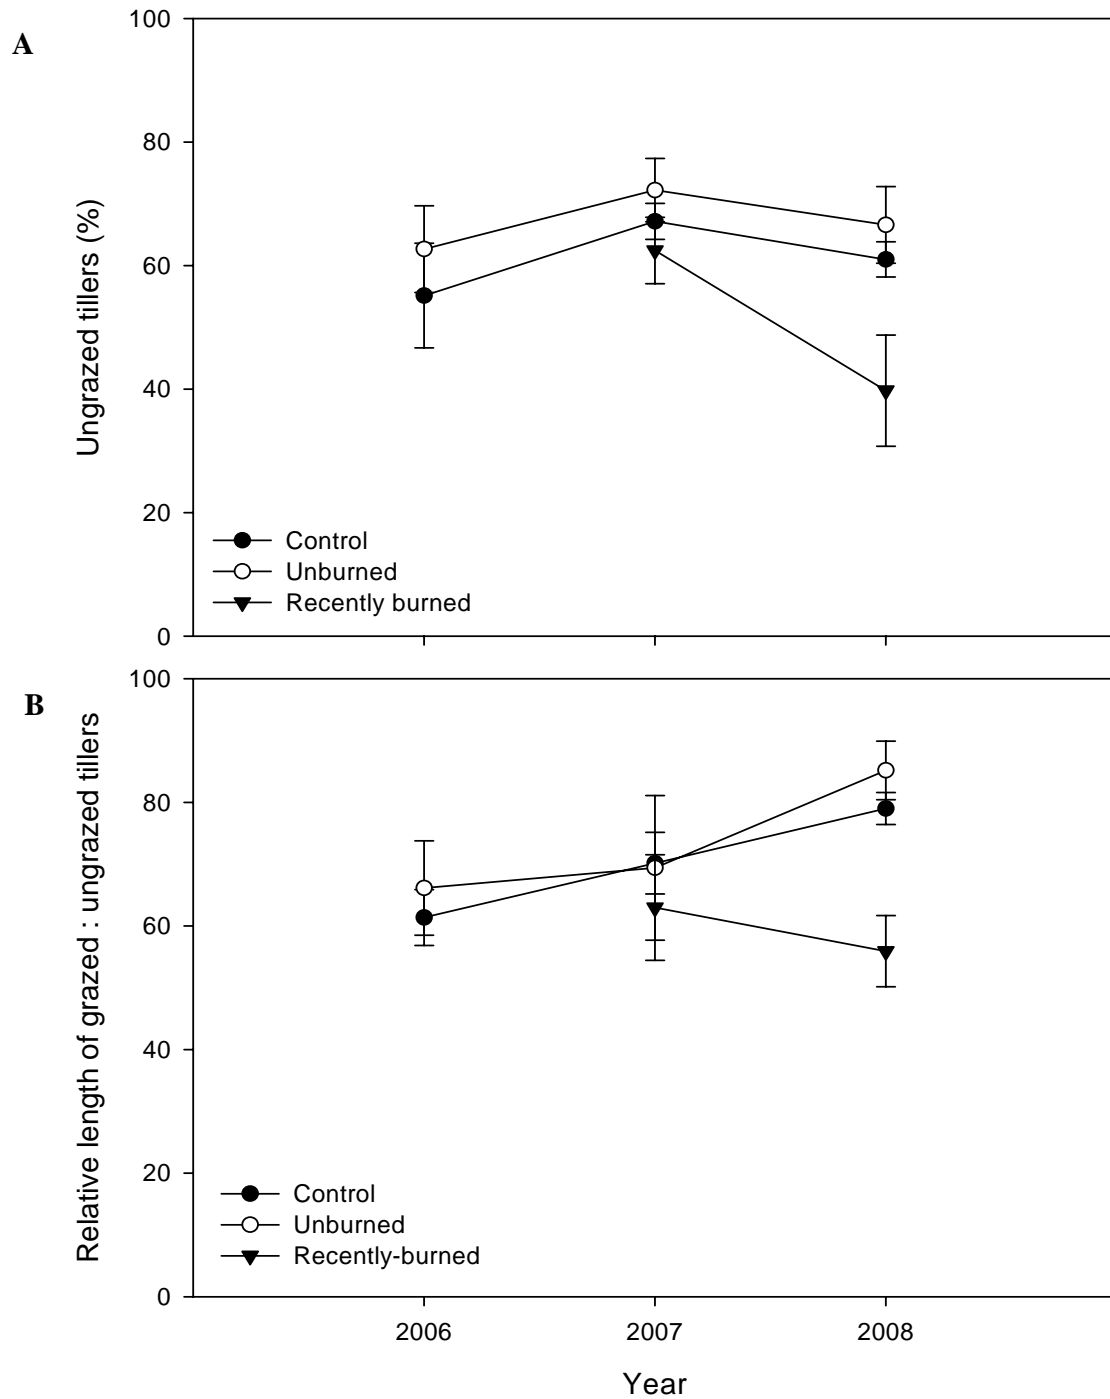 A
Ungrazed tillers (%)
100
80
60
40
20
0
Control
Unburned
Recently burned
B
Relative length of grazed : ungrazed tillers
100
80
60
40
20
0
Control
Unburned
Recently-burned
2006 2007 2008
Year